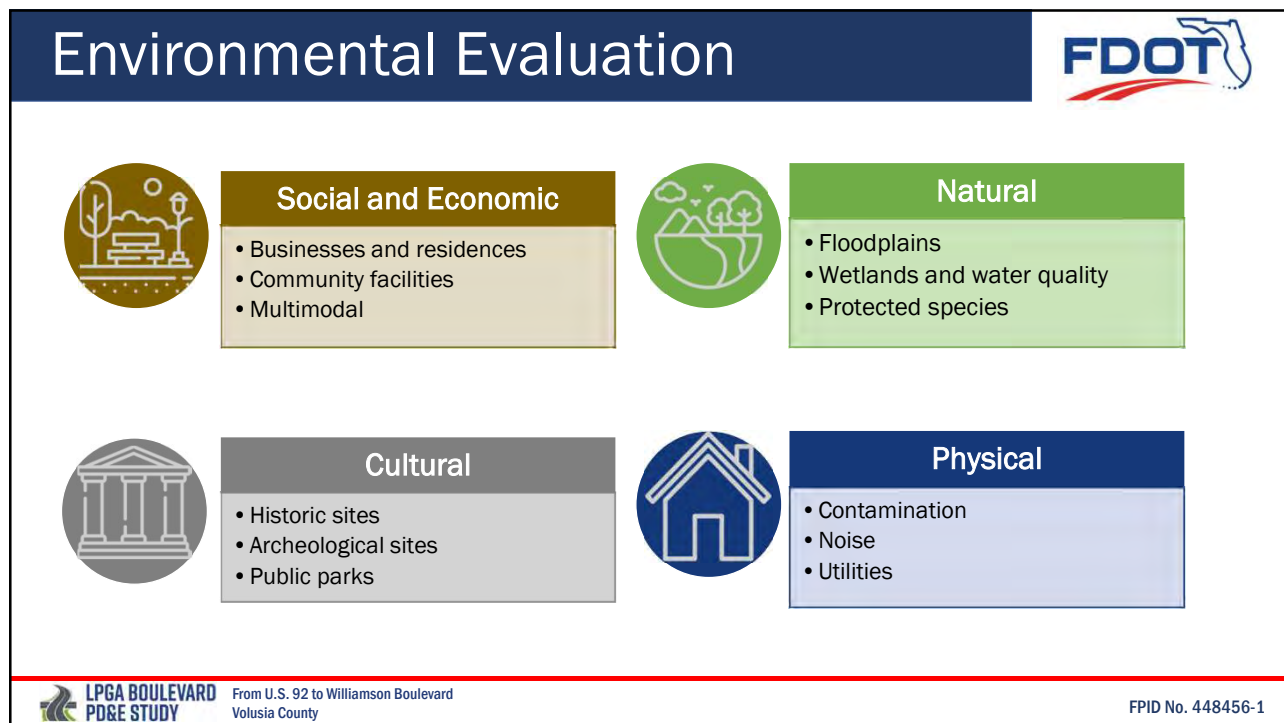 Environmental Evaluation
FDOT
Social and Economic
• Businesses and residences
• Community facilities
• Multimodal
Natural
• Floodplains
• Wetlands and water quality
• Protected species
Cultural
• Historic sites
• Archeological sites
• Public parks
Physical
• Contamination
• Noise
• Utilities
LPGA BOULEVARD
PD&E STUDY
From U.S. 92 to Williamson Boulevard
Volusia County
FPID No. 448456-1